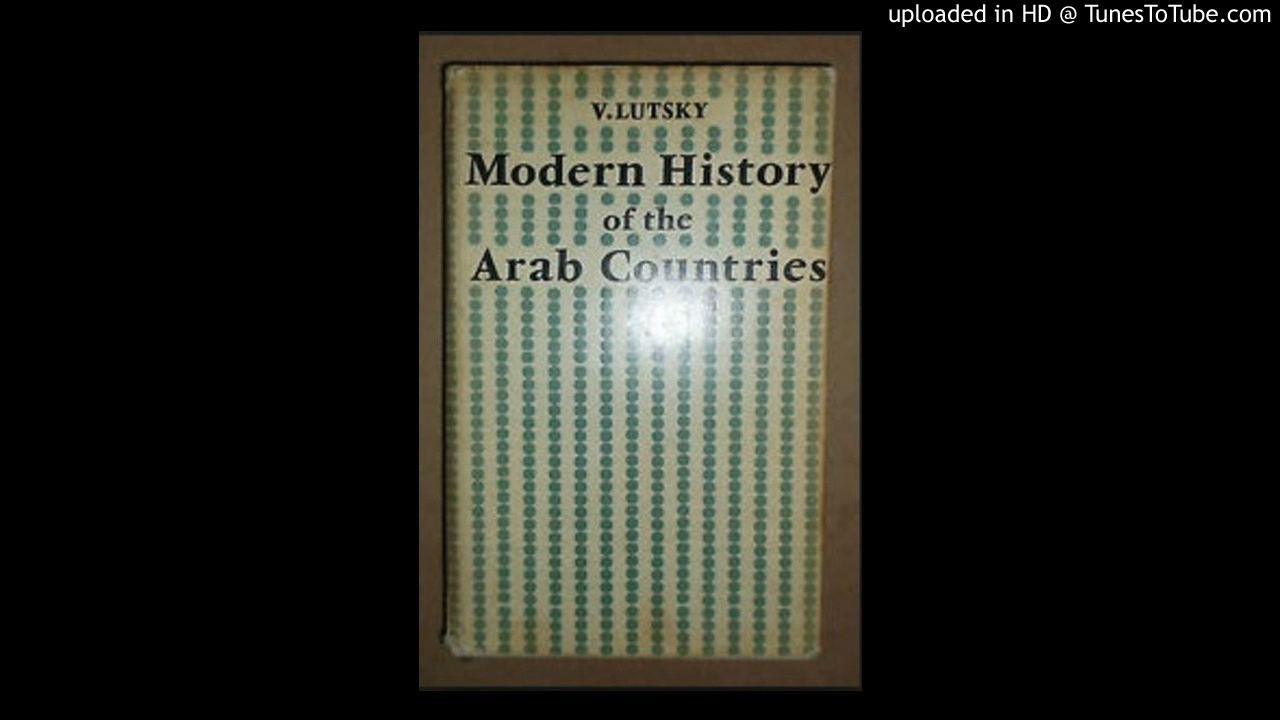 uploaded in HD @ TunesToTube.com
V. LUTSKY
Modern History
of the
Arab Countries